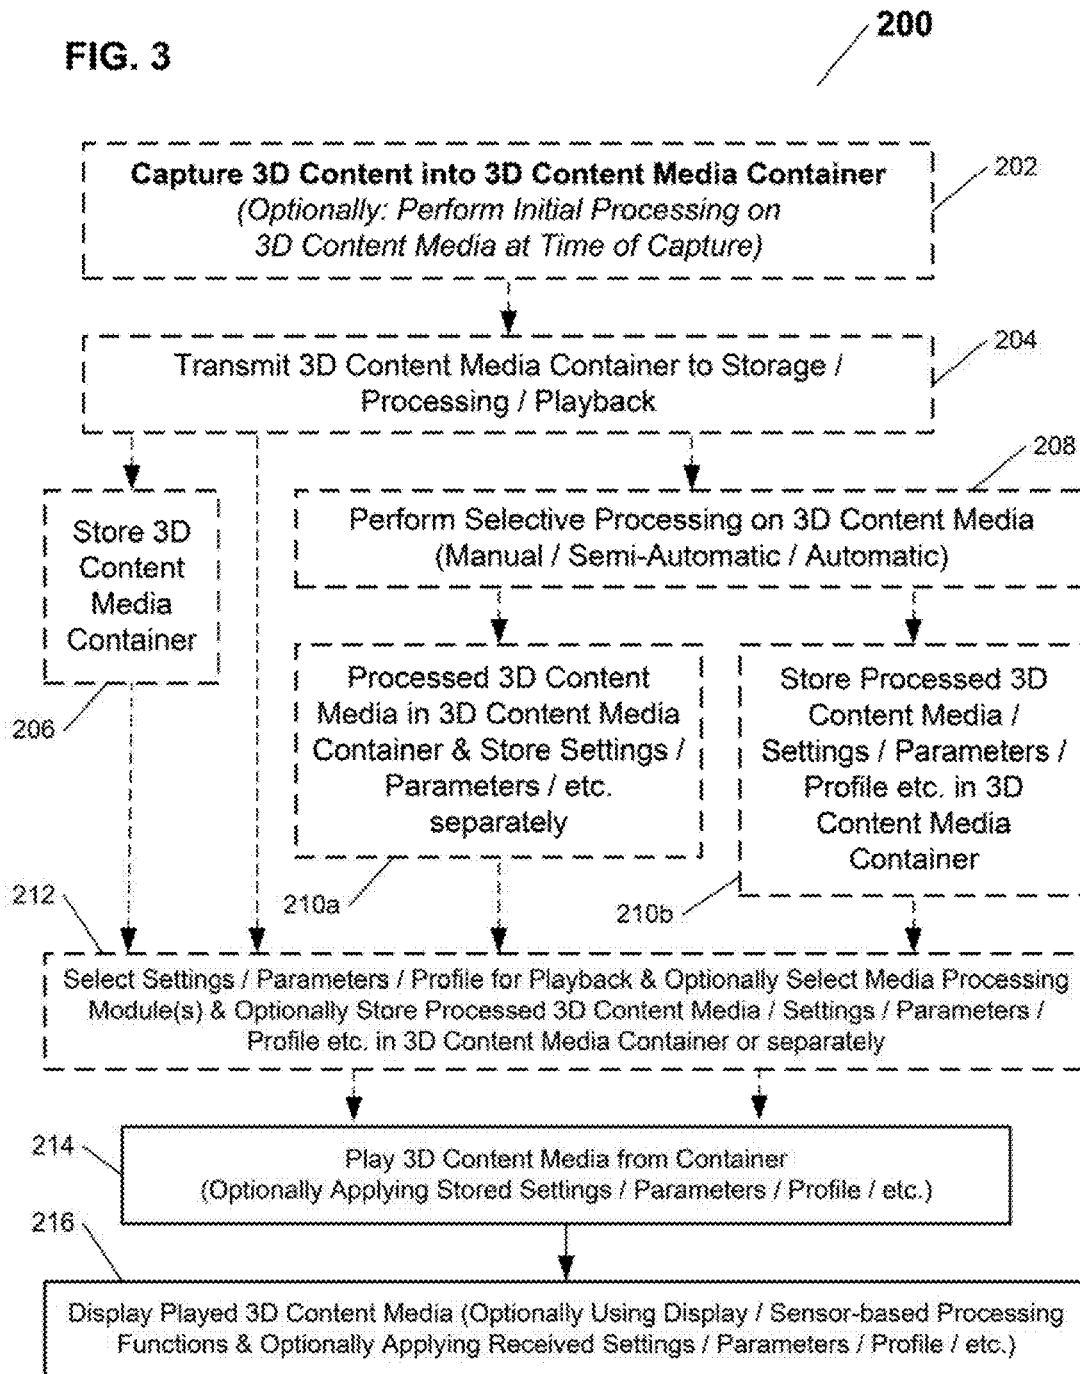 FIG. 3
200
Capture 3D Content into 3D Content Media Container
(Optionally: Perform Initial Processing on
3D Content Media at Time of Capture)
202
Transmit 3D Content Media Container to Storage /
Processing / Playback
204
208
Store 3D
Content
Media
Container
206
Perform Selective Processing on 3D Content Media
(Manual / Semi-Automatic / Automatic)
Processed 3D Content
Media in 3D Content Media
Container & Store Settings /
Parameters / etc.
separately
210a
Store Processed 3D
Content Media /
Settings / Parameters /
Profile etc. in 3D
Content Media
Container
210b
212
Select Settings / Parameters / Profile for Playback & Optionally Select Media Processing
Module(s) & Optionally Store Processed 3D Content Media / Settings / Parameters /
Profile etc. in 3D Content Media Container or separately
214
Play 3D Content Media from Container
(Optionally Applying Stored Settings / Parameters / Profile / etc.)
216
Display Played 3D Content Media (Optionally Using Display / Sensor-based Processing
Functions & Optionally Applying Received Settings / Parameters / Profile / etc.)